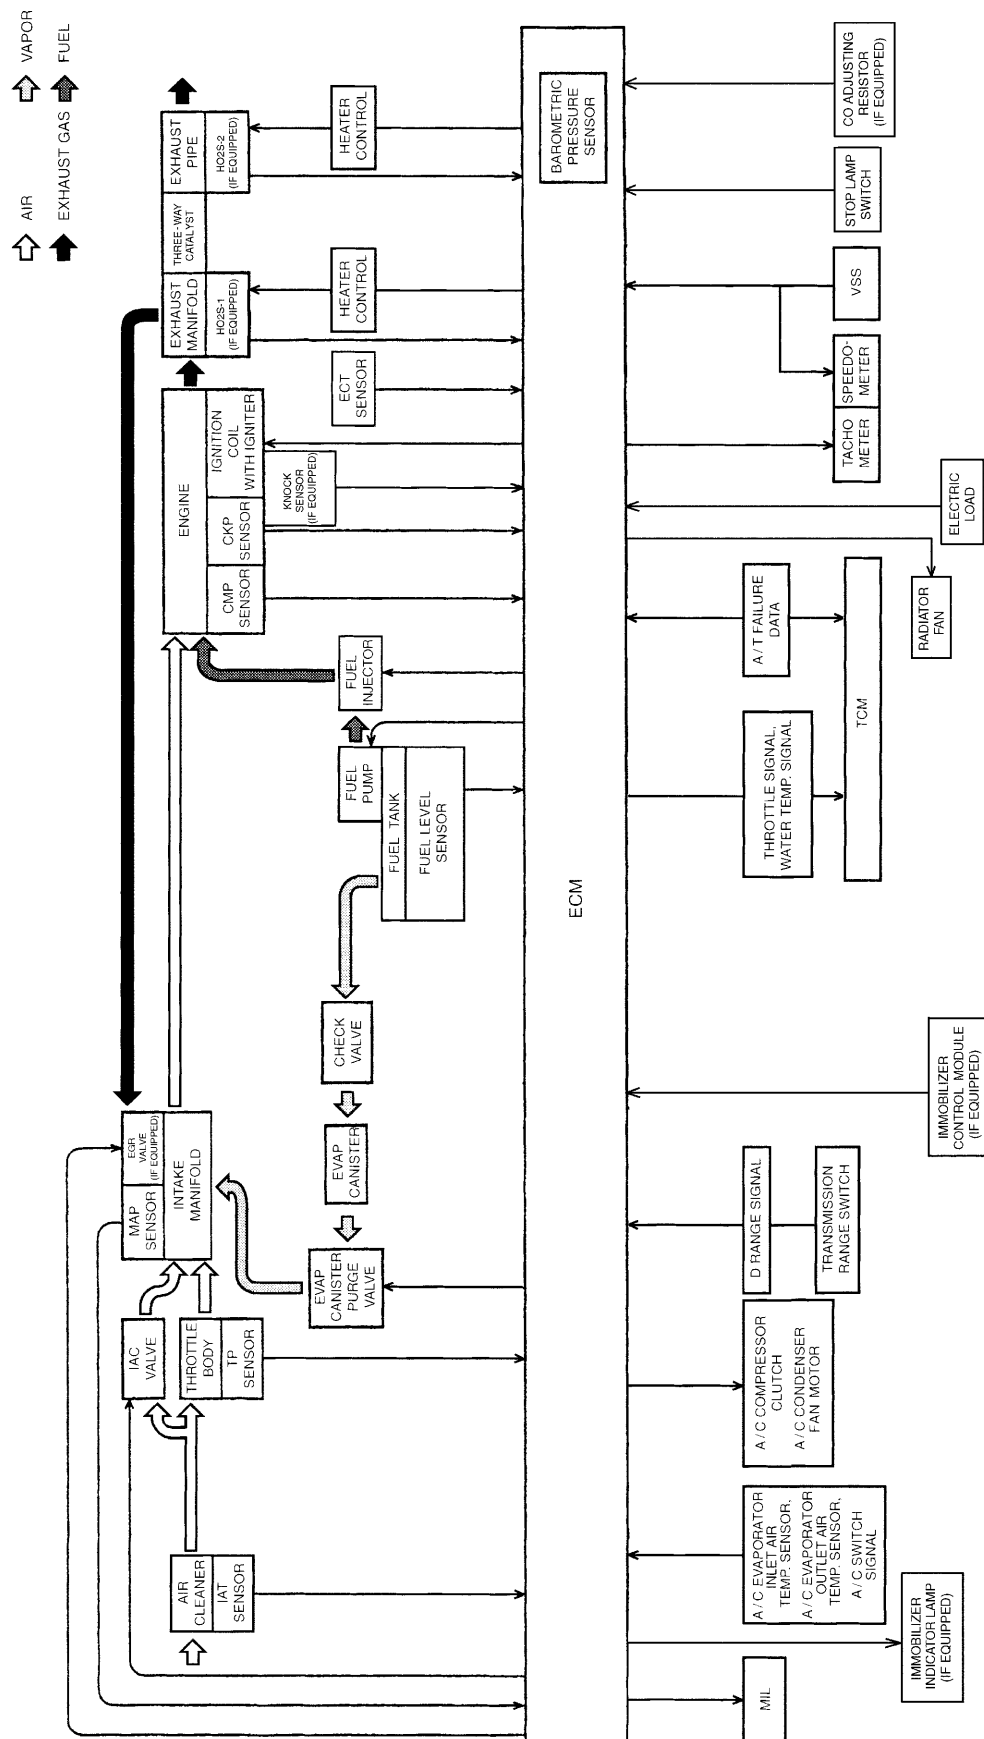 AIR
VAPOR
EXHAUST GAS
FUEL
AIR
CLEANER
IAT
SENSOR
IAC
VALVE
THROTTLE
BODY
TP
SENSOR
MAP
SENSOR
EGR
VALVE
(IF EQUIPPED)
INTAKE
MANIFOLD
EVAP
CANISTER
PURGE
VALVE
EVAP
CANISTER
CHECK
VALVE
FUEL
PUMP
FUEL TANK
FUEL LEVEL
SENSOR
FUEL
INJECTOR
ENGINE
CMP
SENSOR
CKP
SENSOR
IGNITION
COIL
WITH IGNITER
KNOCK
SENSOR
(IF EQUIPPED)
ECT
SENSOR
EXHAUST
MANIFOLD
HO2S-1
(IF EQUIPPED)
THREE-WAY
CATALYST
EXHAUST
PIPE
HO2S-2
(IF EQUIPPED)
HEATER
CONTROL
HEATER
CONTROL
ECM
BAROMETRIC
PRESSURE
SENSOR
MIL
IMMOBILIZER
INDICATOR LAMP
(IF EQUIPPED)
A/C EVAPORATOR
INLET AIR
TEMP. SENSOR,
A/C EVAPORATOR
OUTLET AIR
TEMP. SENSOR,
A/C SWITCH
SIGNAL
A/C COMPRESSOR
CLUTCH
A/C CONDENSER
FAN MOTOR
D RANGE SIGNAL
TRANSMISSION
RANGE SWITCH
IMMOBILIZER
CONTROL MODULE
(IF EQUIPPED)
THROTTLE SIGNAL,
WATER TEMP. SIGNAL
A/T FAILURE
DATA
TCM
RADIATOR
FAN
ELECTRIC
LOAD
TACHO
METER
SPEEDO-
METER
VSS
STOP LAMP
SWITCH
CO ADJUSTING
RESISTOR
(IF EQUIPPED)